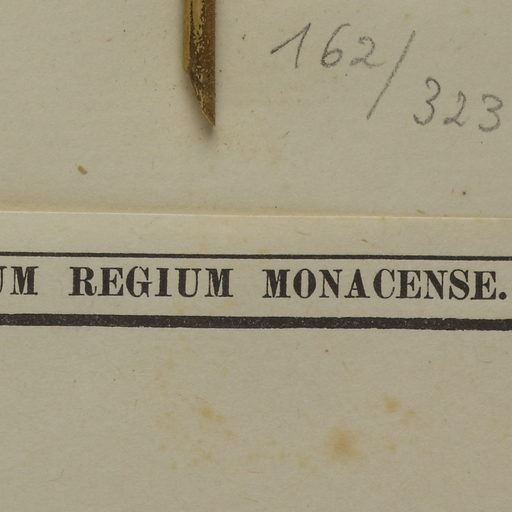 162/323
UM REGIUM MONACENSE.